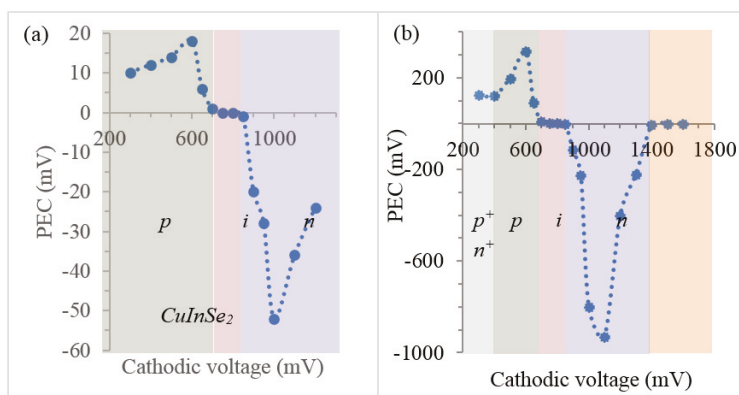 (a)
20
10
0
-10
-20
-30
-40
-50
-60
200
600
1000
PEC (mV)
p
i
n
CuInSe₂
Cathodic voltage (mV)
(b)
200
-200
-600
-1000
200
600
1000
1400
1800
PEC (mV)
p⁺
n⁺
p
i
n
Cathodic voltage (mV)